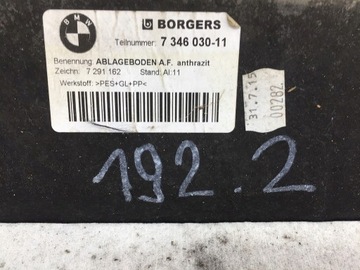 BMW
BORGERS
Teilnummer: 7 346 030-11
Benennung: ABLAGEBODEN A.F. anthrazit
Zeichn: 7 291 162 Stand: AI:11
Werkstoff: >PES+GL+PP<
31.7.15
00282
192.2